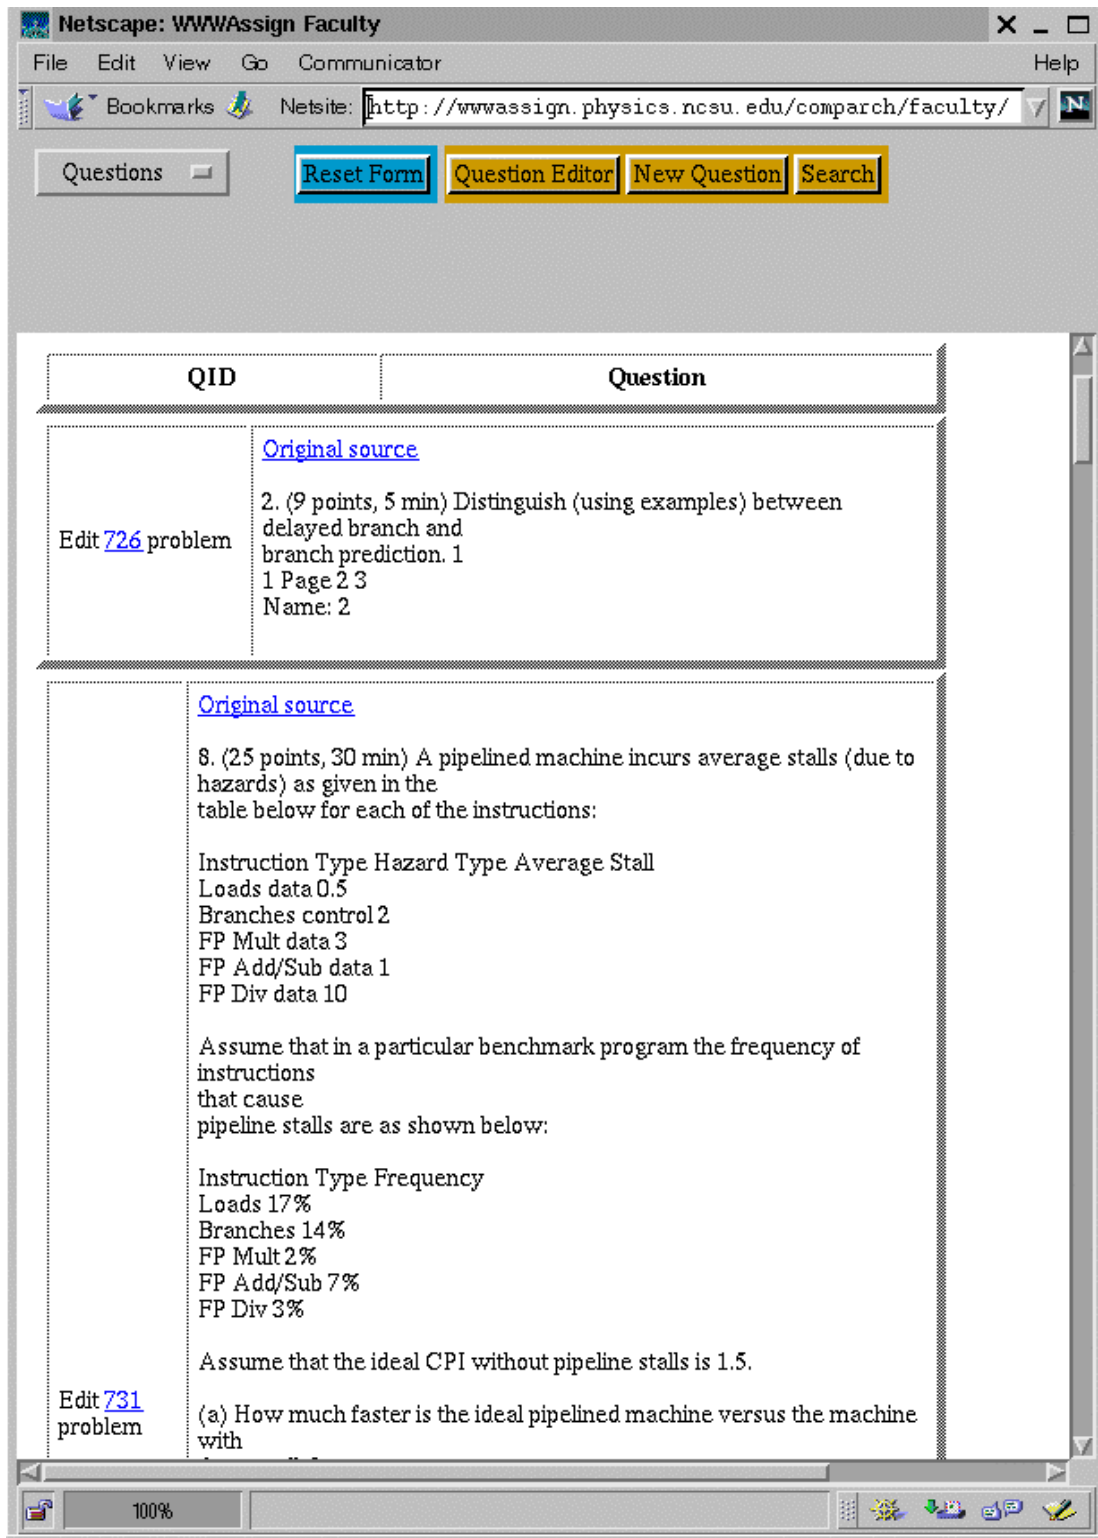 Netscape: WWWAssign Faculty
File Edit View Go Communicator Help
Bookmarks Netsite: http://wwwassign.physics.ncsu.edu/comparch/faculty/ N
Questions Reset Form Question Editor New Question Search
QID Question
Original source
Edit 726 problem
2. (9 points, 5 min) Distinguish (using examples) between
delayed branch and
branch prediction. 1
1 Page 2 3
Name: 2
Original source
8. (25 points, 30 min) A pipelined machine incurs average stalls (due to
hazards) as given in the
table below for each of the instructions:
Instruction Type Hazard Type Average Stall
Loads data 0.5
Branches control 2
FP Mult data 3
FP Add/Sub data 1
FP Div data 10
Assume that in a particular benchmark program the frequency of
instructions
that cause
pipeline stalls are as shown below:
Instruction Type Frequency
Loads 17%
Branches 14%
FP Mult 2%
FP Add/Sub 7%
FP Div 3%
Assume that the ideal CPI without pipeline stalls is 1.5.
Edit 731
problem
(a) How much faster is the ideal pipelined machine versus the machine
with
100%